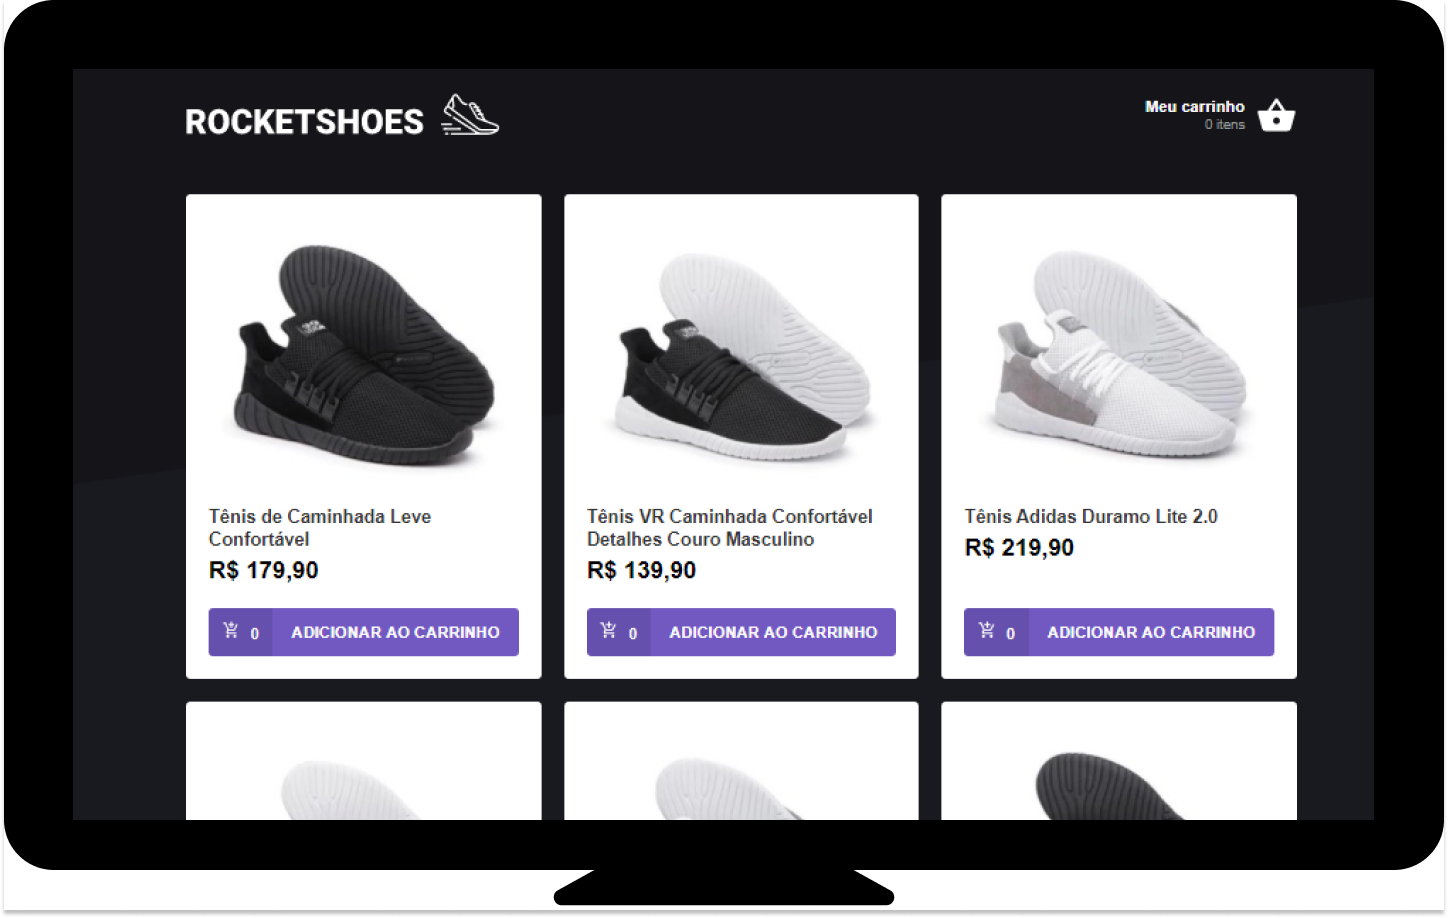 ROCKETSHOES
Meu carrinho
0 itens
Tênis de Caminhada Leve
Confortável
R$ 179,90
0 ADICIONAR AO CARRINHO
Tênis VR Caminhada Confortável
Detalhes Couro Masculino
R$ 139,90
0 ADICIONAR AO CARRINHO
Tênis Adidas Duramo Lite 2.0
R$ 219,90
0 ADICIONAR AO CARRINHO